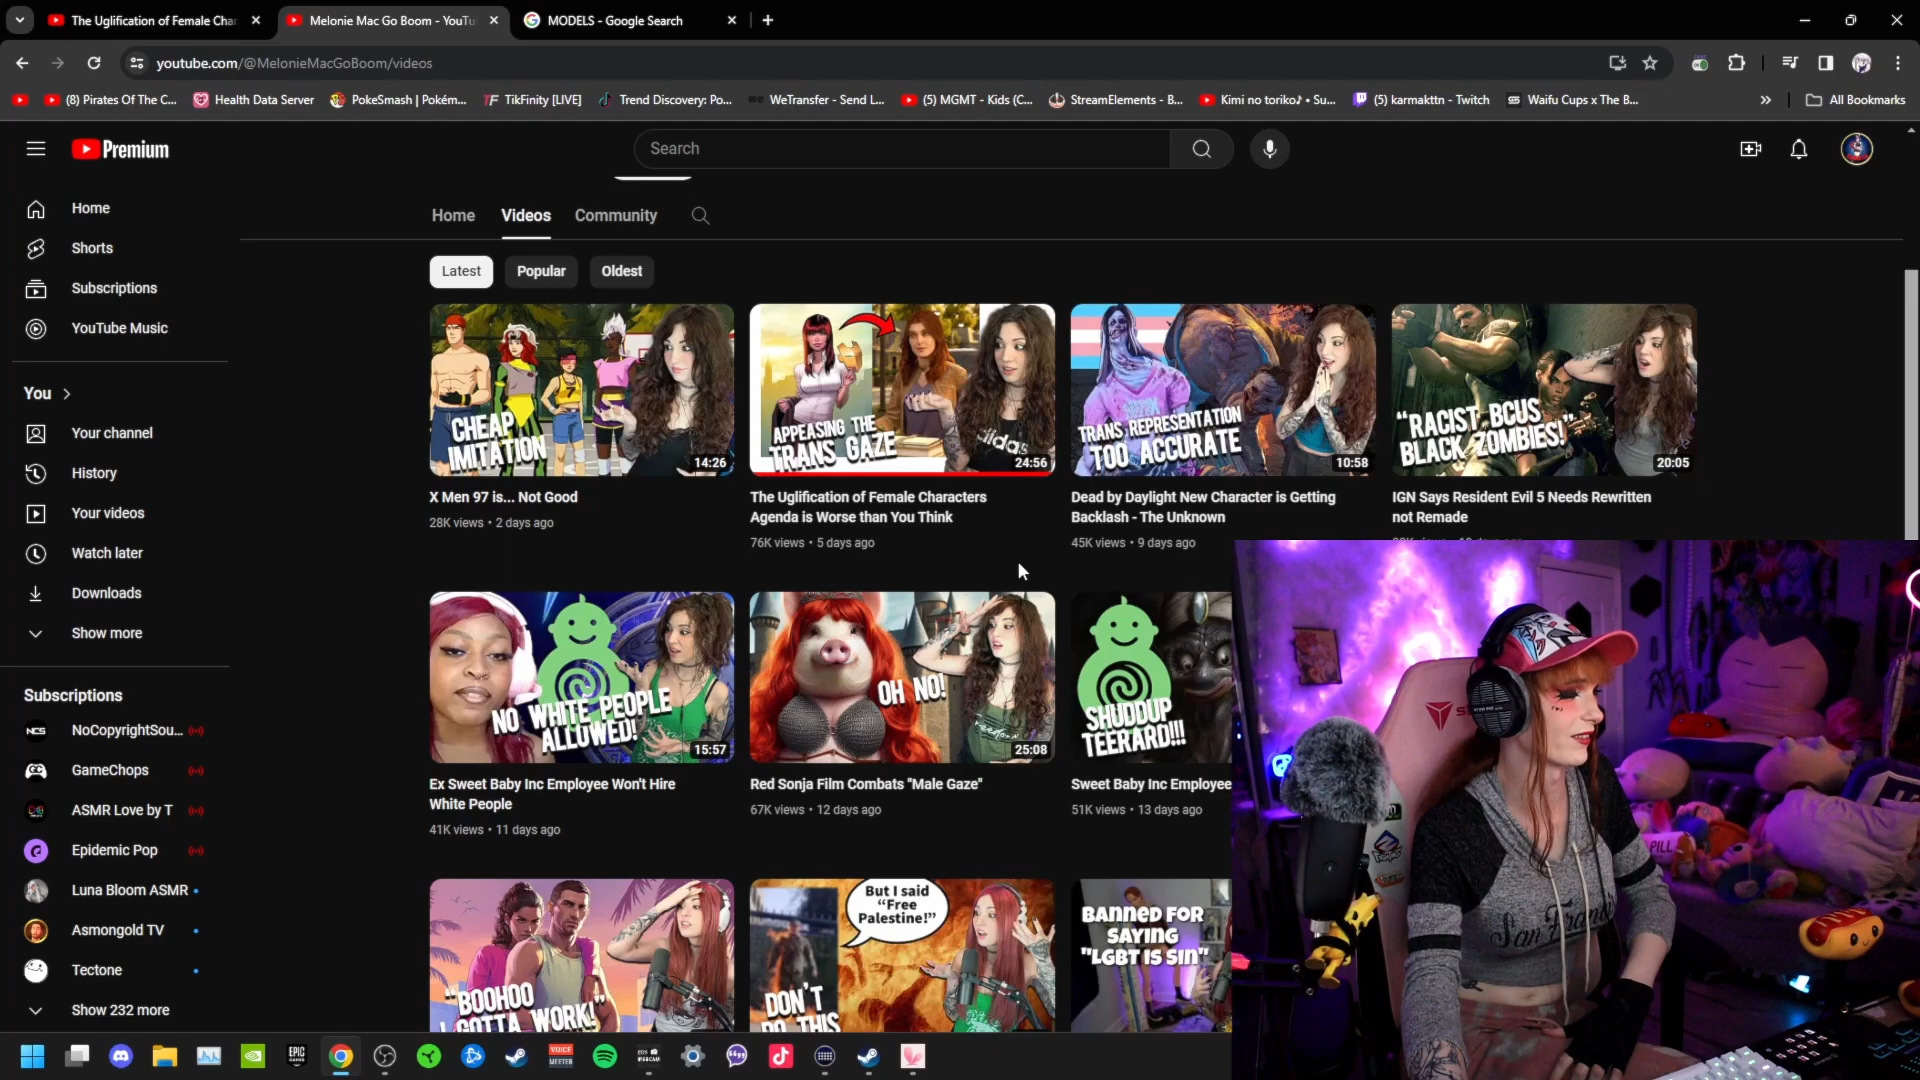 The Uglification of Female Char
Melonie Mac Go Boom - YouTu
MODELS - Google Search
youtube.com/@MelonieMacGoBoom/videos
(8) Pirates Of The C...
Health Data Server
PokeSmash | Pokém...
TikFinity [LIVE]
Trend Discovery: Po...
WeTransfer - Send L...
(5) MGMT - Kids (C...
StreamElements - B...
Kimi no toriko♪ • Su...
(5) karmakttn - Twitch
Waifu Cups x The B...
All Bookmarks
Premium
Search
Home
Shorts
Subscriptions
YouTube Music
You
Your channel
History
Your videos
Watch later
Downloads
Show more
Subscriptions
NCS
NoCopyrightSou...
GameChops
ASMR Love by T
Epidemic Pop
Luna Bloom ASMR
Asmongold TV
Tectone
Show 232 more
Home
Videos
Community
Latest
Popular
Oldest
CHEAP
IMITATION
14:26
X Men 97 is... Not Good
28K views • 2 days ago
APPEASING THE
TRANS GAZE
24:56
The Uglification of Female Characters
Agenda is Worse than You Think
76K views • 5 days ago
TRANS REPRESENTATION
TOO ACCURATE
10:58
Dead by Daylight New Character is Getting
Backlash - The Unknown
45K views • 9 days ago
"RACIST BCUS
BLACK ZOMBIES!"
20:05
IGN Says Resident Evil 5 Needs Rewritten
not Remade
NO WHITE PEOPLE
ALLOWED!
15:57
Ex Sweet Baby Inc Employee Won't Hire
White People
41K views • 11 days ago
OH NO!
25:08
Red Sonja Film Combats "Male Gaze"
67K views • 12 days ago
SHUDDUP
TEERARD!!!
Sweet Baby Inc Employee
51K views • 13 days ago
"BOOHOO
I GOTTA WORK!"
But I said
"Free
Palestine!"
DON'T
DO THIS
BANNED FOR
SAYING
"LGBT IS SIN"
San Francis
PILL
EPIC
GAMES
VOICE
MEETER